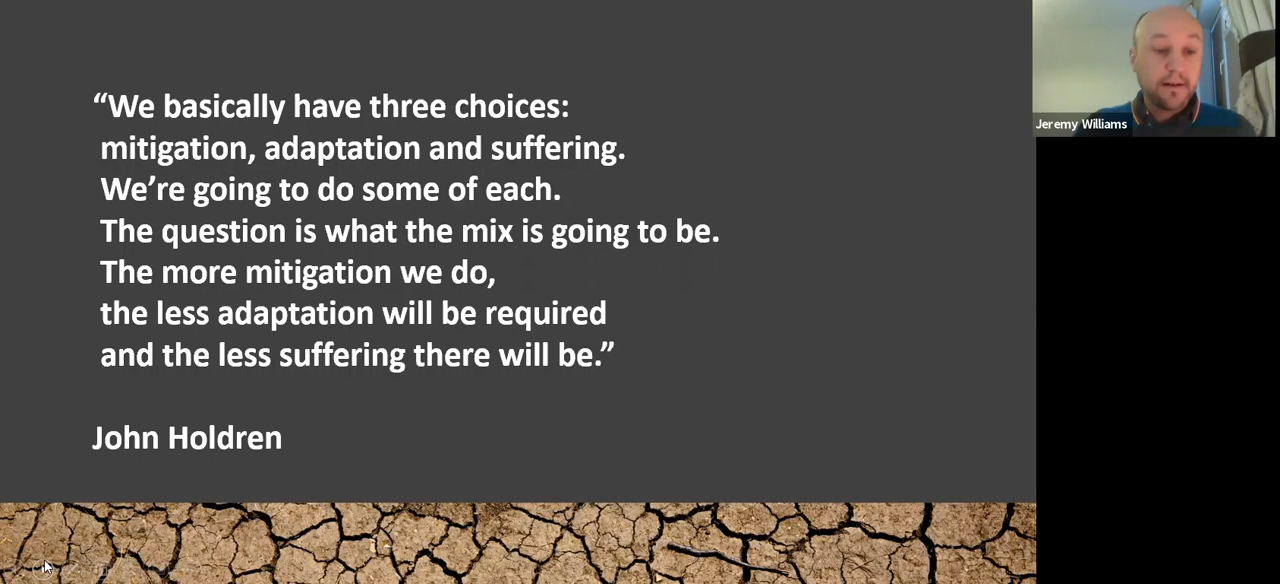 “We basically have three choices:
mitigation, adaptation and suffering.
We’re going to do some of each.
The question is what the mix is going to be.
The more mitigation we do,
the less adaptation will be required
and the less suffering there will be.”
John Holdren
Jeremy Williams